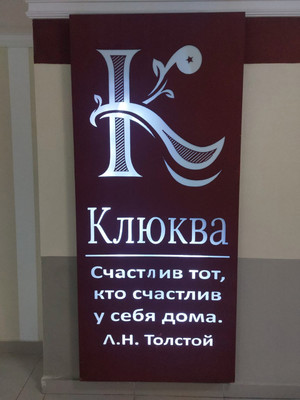 К
Клюква
Счастлив тот,
кто счастлив
у себя дома.
Л.Н. Толстой